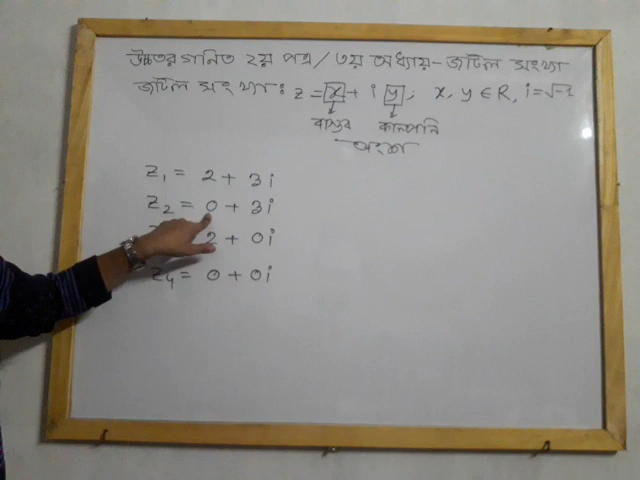 উচ্চতর গনিত ২য় পত্র / ৩য় অধ্যায় - জটিল সংখ্যা
জটিল সংখ্যা : z = x + i y ; x, y ∈ R, i = √-1
বাস্তব কাল্পনি
অংশ
z₁ = 2 + 3i
z₂ = 0 + 3i
2 + 0i
z₄ = 0 + 0i